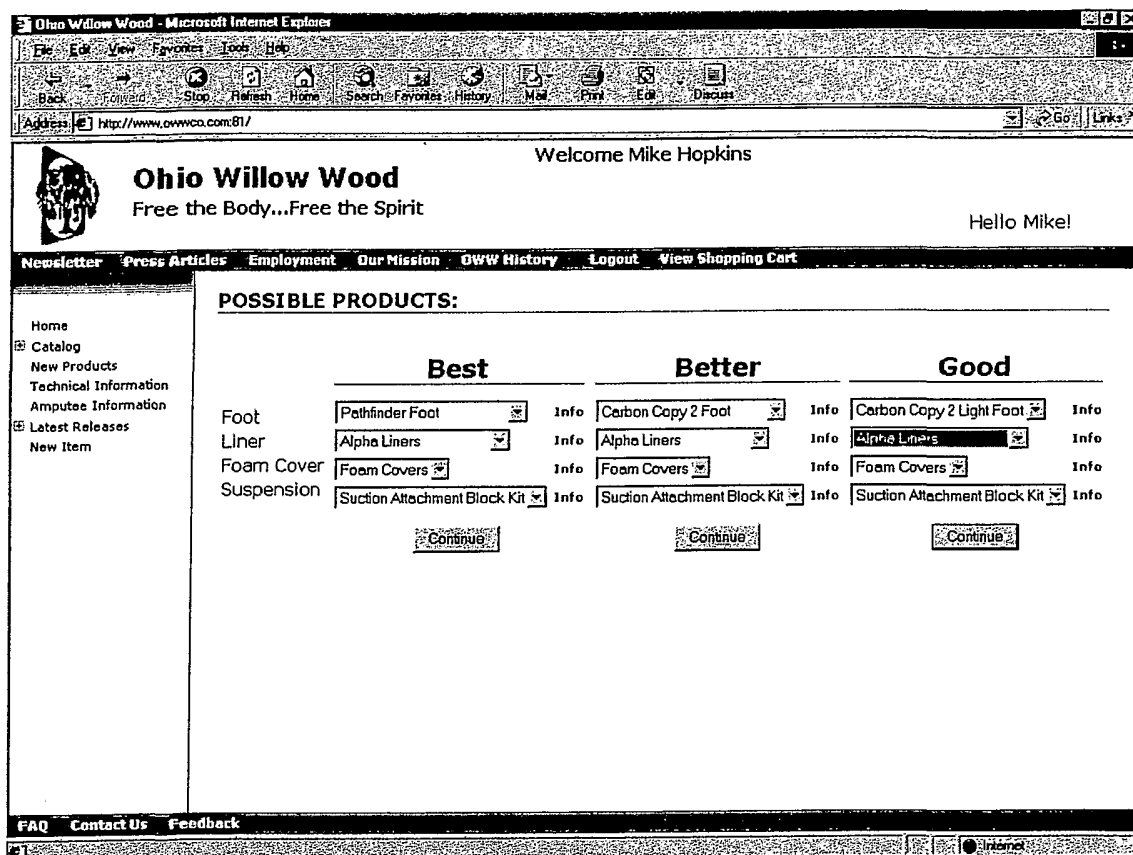 Ohio Willow Wood - Microsoft Internet Explorer
File Edit View Favorites Tools Help
Back Forward Stop Refresh Home Search Favorites History Mail Print Edit Discuss
Address http://www.owwco.com:81/ Go Links
Welcome Mike Hopkins
Ohio Willow Wood
Free the Body...Free the Spirit
Hello Mike!
Newsletter Press Articles Employment Our Mission OWW History Logout View Shopping Cart
POSSIBLE PRODUCTS:
Home
Catalog
New Products
Technical Information
Amputee Information
Latest Releases
New Item
Best Better Good
Foot Pathfinder Foot Info Carbon Copy 2 Foot Info Carbon Copy 2 Light Foot Info
Liner Alpha Liners Info Alpha Liners Info Alpha Liners Info
Foam Cover Foam Covers Info Foam Covers Info Foam Covers Info
Suspension Suction Attachment Block Kit Info Suction Attachment Block Kit Info Suction Attachment Block Kit Info
Continue Continue Continue
FAQ Contact Us Feedback
Internet